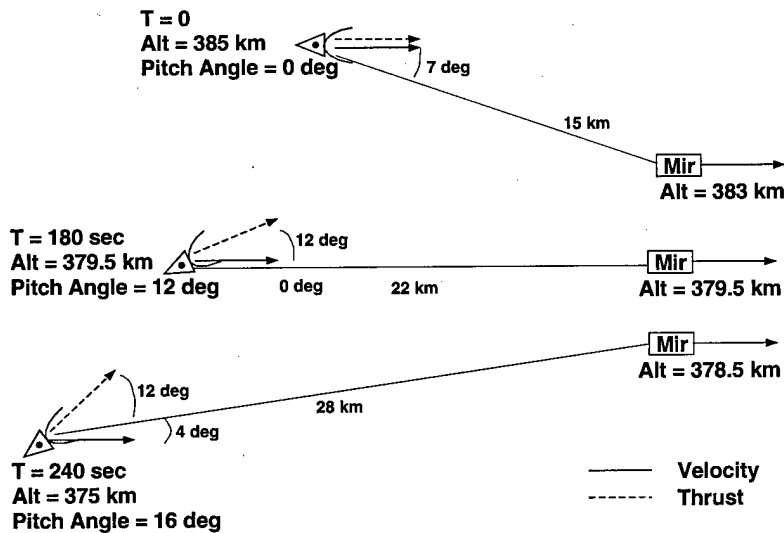 T = 0
Alt = 385 km
Pitch Angle = 0 deg
7 deg
15 km
Mir
Alt = 383 km
T = 180 sec
Alt = 379.5 km
Pitch Angle = 12 deg
12 deg
0 deg
22 km
Mir
Alt = 379.5 km
Mir
Alt = 378.5 km
12 deg
4 deg
28 km
T = 240 sec
Alt = 375 km
Pitch Angle = 16 deg
Velocity
Thrust